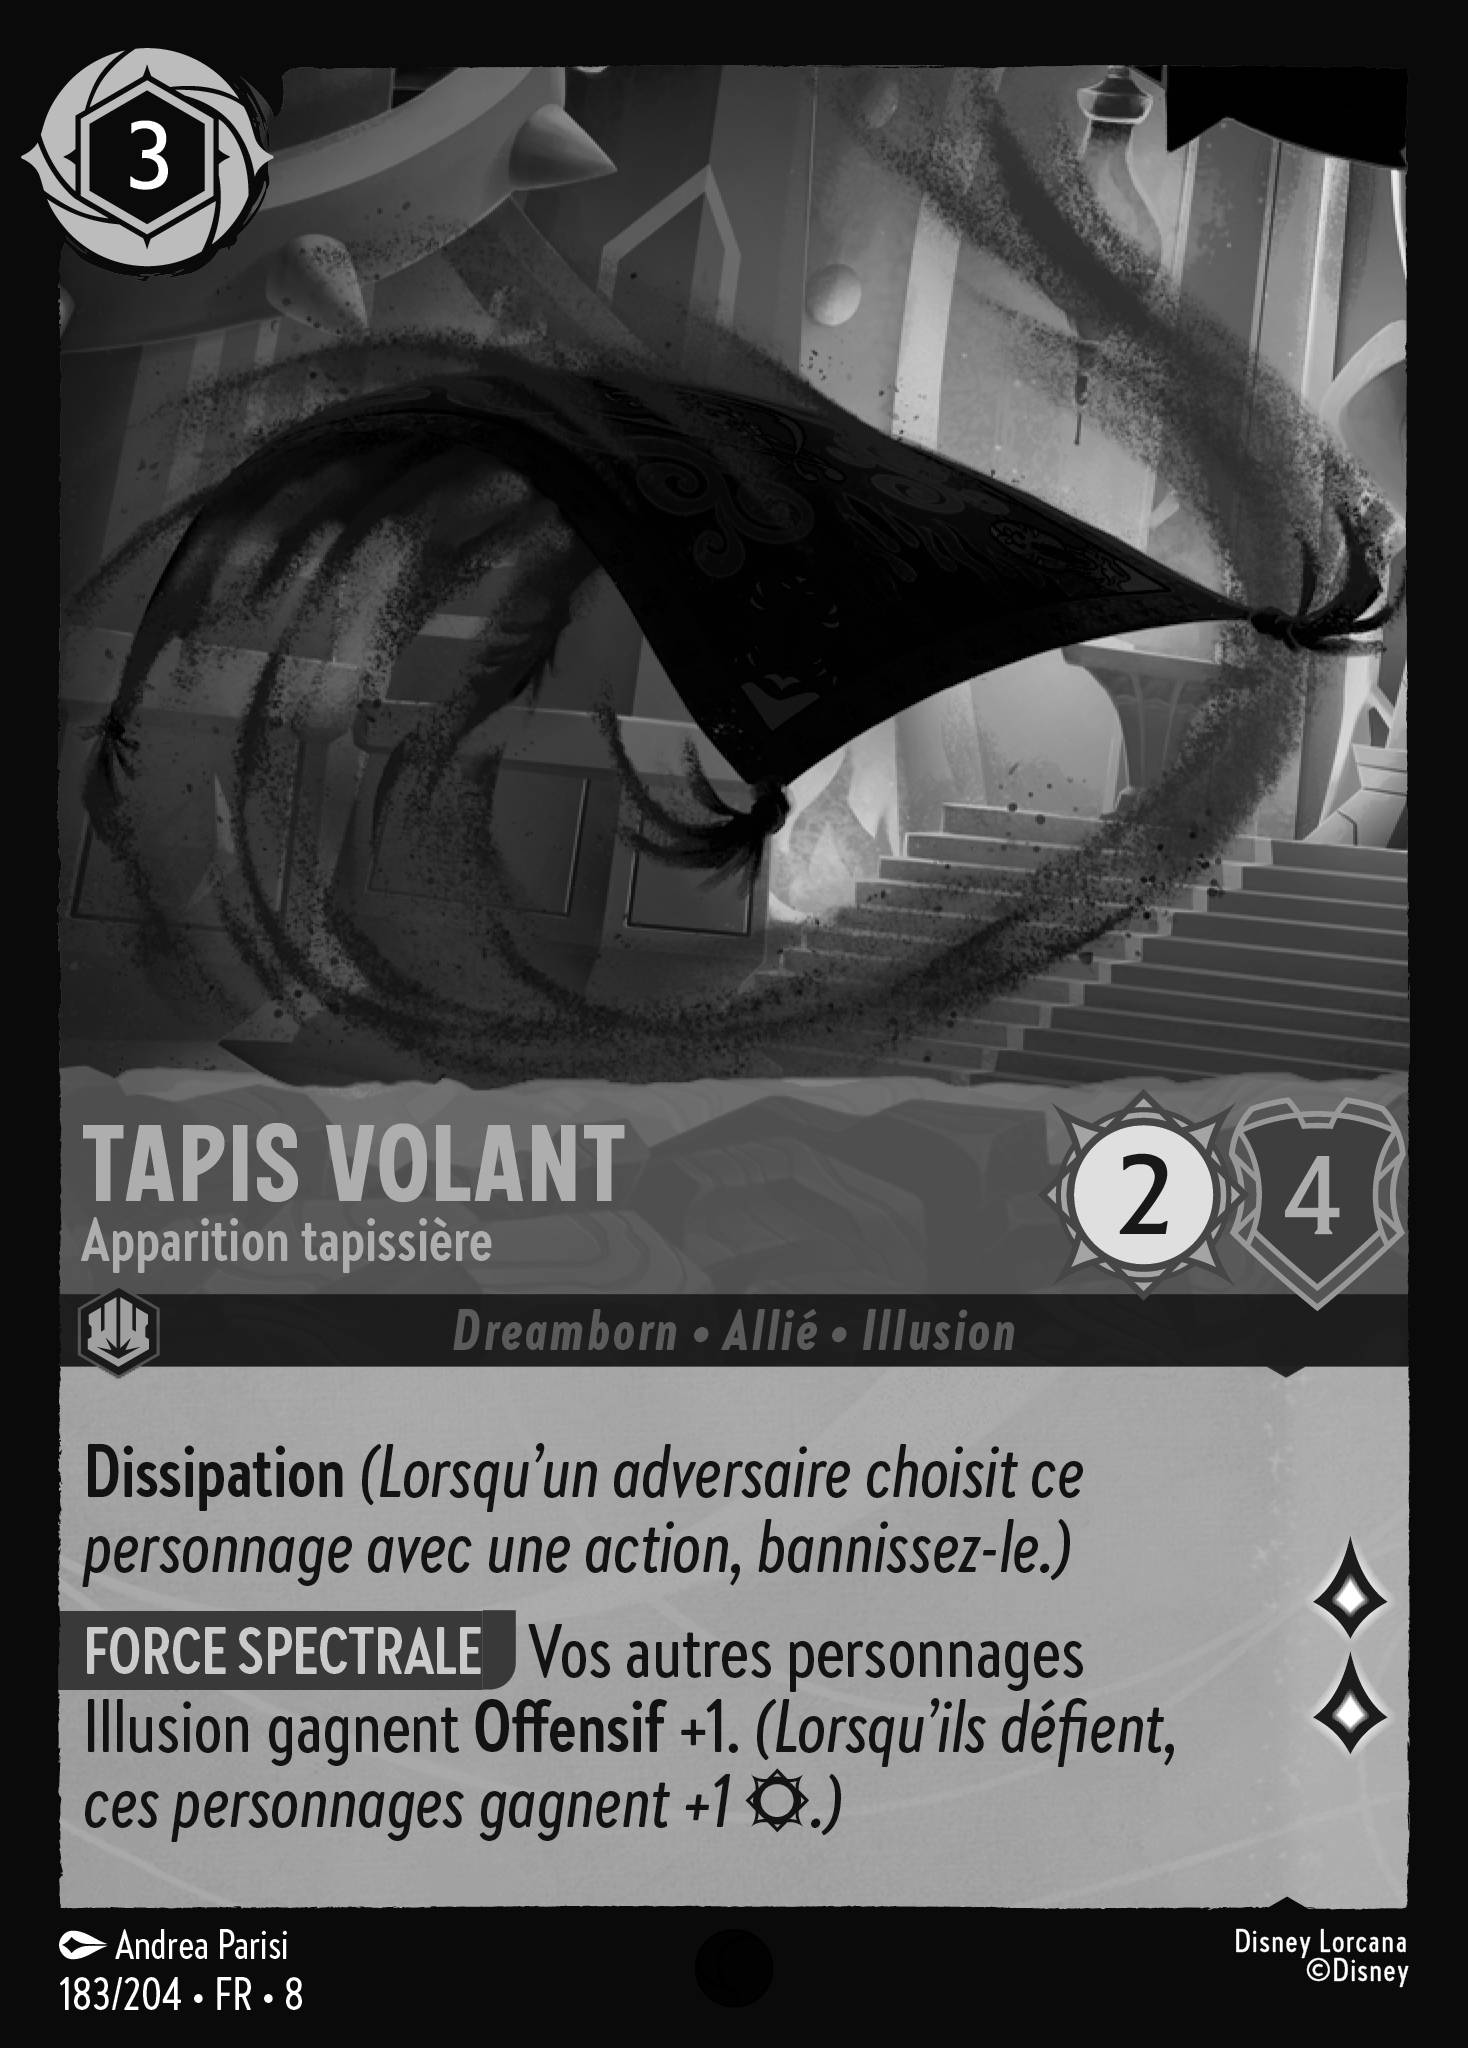 3
TAPIS VOLANT
Apparition tapissière
2
4
Dreamborn • Allié • Illusion
Dissipation (Lorsqu'un adversaire choisit ce
personnage avec une action, bannissez-le.)
FORCE SPECTRALE Vos autres personnages
Illusion gagnent Offensif +1. (Lorsqu'ils défient,
ces personnages gagnent +1 .)
Andrea Parisi
183/204 • FR • 8
Disney Lorcana
©Disney